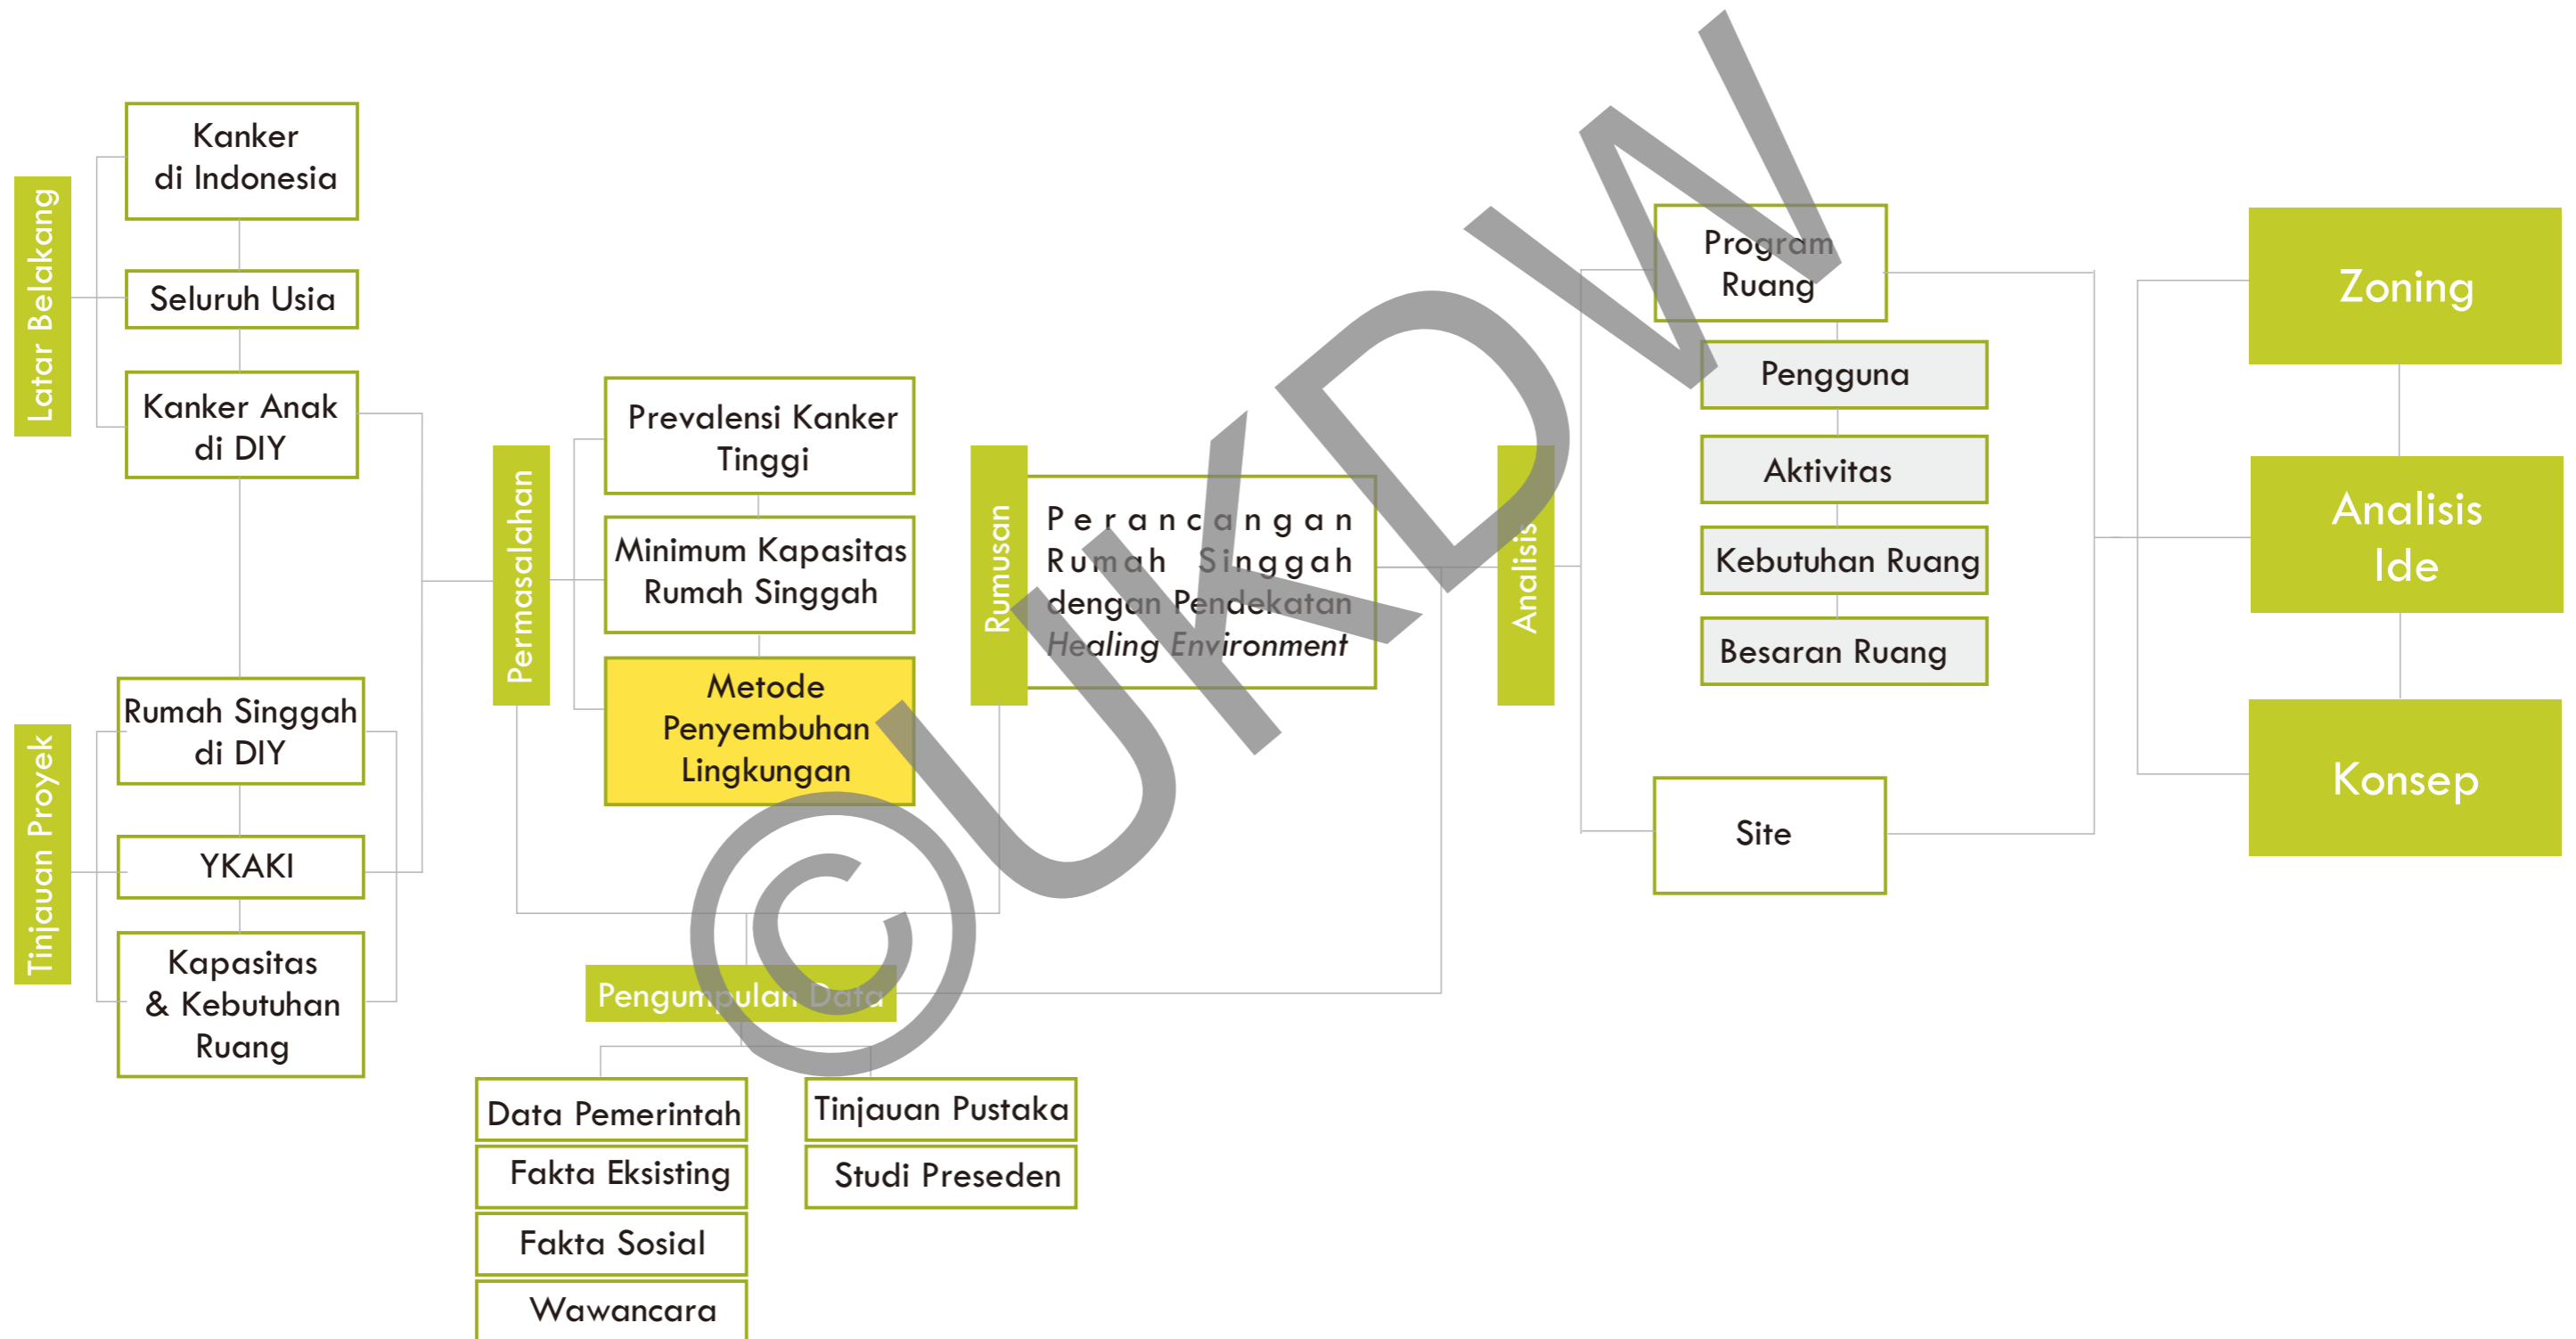 Latar Belakang
Kanker
di Indonesia
Seluruh Usia
Kanker Anak
di DIY
Tinjauan Proyek
Rumah Singgah
di DIY
YKAKI
Kapasitas
& Kebutuhan
Ruang
Permasalahan
Prevalensi Kanker
Tinggi
Minimum Kapasitas
Rumah Singgah
Metode
Penyembuhan
Lingkungan
Pengumpulan Data
Data Pemerintah
Fakta Eksisting
Fakta Sosial
Wawancara
Tinjauan Pustaka
Studi Preseden
Rumusan
Perancangan
Rumah Singgah
dengan Pendekatan
Healing Environment
Analisis
Program
Ruang
Pengguna
Aktivitas
Kebutuhan Ruang
Besaran Ruang
Site
Zoning
Analisis
Ide
Konsep
©UKDW